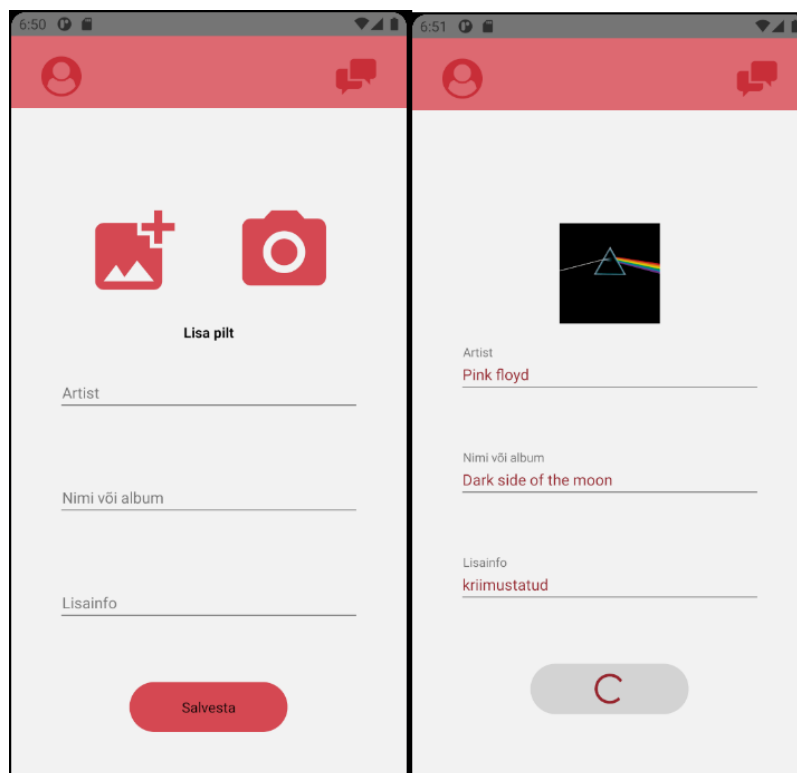 6:50
Lisa pilt
Artist
Nimi või album
Lisainfo
Salvesta
6:51
Artist
Pink floyd
Nimi või album
Dark side of the moon
Lisainfo
kriimustatud